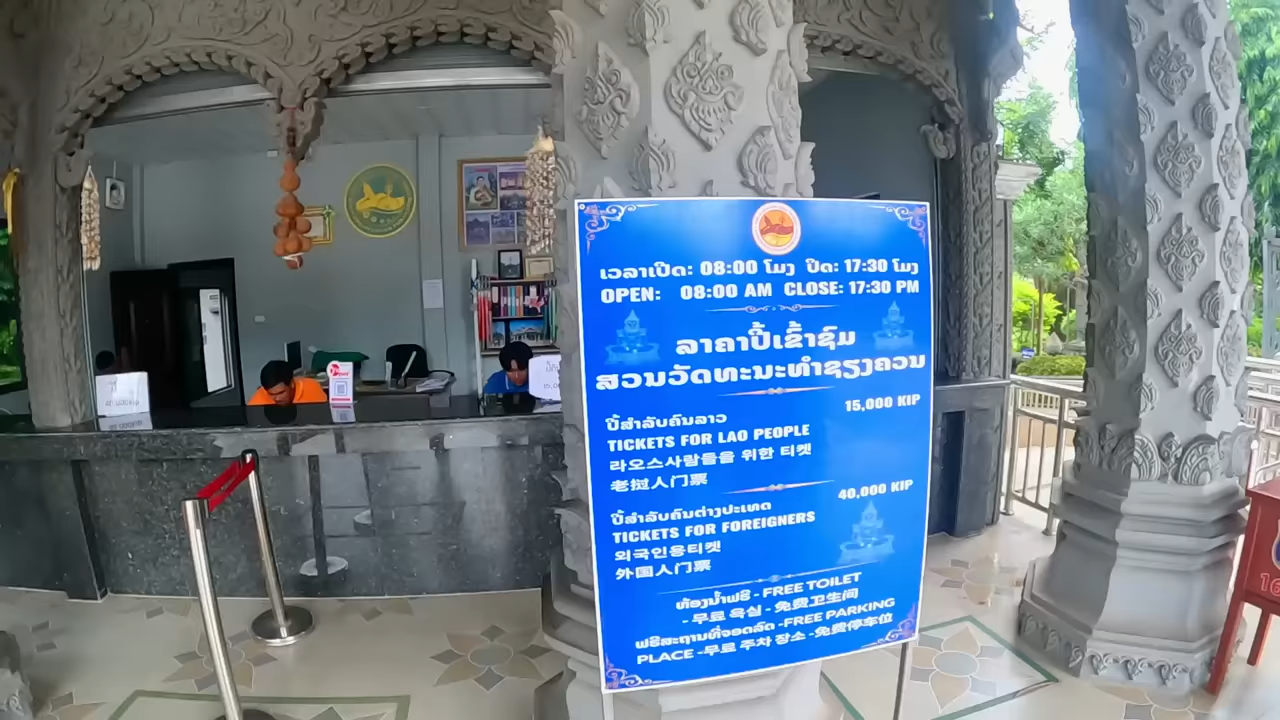 ເວລາເປີດ: 08:00 ໂມງ ປິດ: 17:30 ໂມງ
OPEN: 08:00 AM CLOSE: 17:30 PM
ລາຄາປີ້ເຂົ້າຊົມ
ສວນວັດທະນະທຳຊຽງຄວນ
15,000 KIP
ປີ້ສຳລັບຄົນລາວ
TICKETS FOR LAO PEOPLE
라오스사람들을 위한 티켓
老挝人门票
40,000 KIP
ປີ້ສຳລັບຄົນຕ່າງປະເທດ
TICKETS FOR FOREIGNERS
외국인용티켓
外国人门票
ຫ້ອງນ້ຳຟຣີ - FREE TOILET
- 무료 욕실 - 免费卫生间
ຟຣີສະຖານທີ່ຈອດລົດ -FREE PARKING
PLACE -무료 주차 장소 -免费停车位